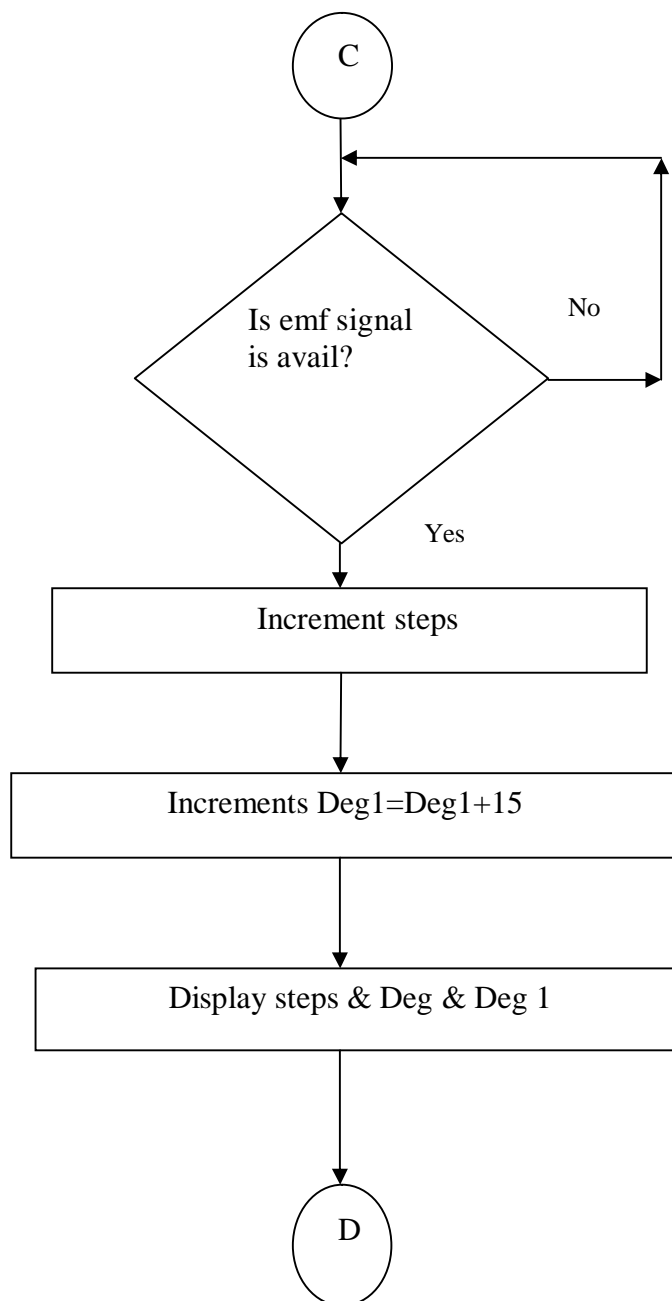 C
Is emf signal
is avail?
No
Yes
Increment steps
Increments Deg1=Deg1+15
Display steps & Deg & Deg 1
D